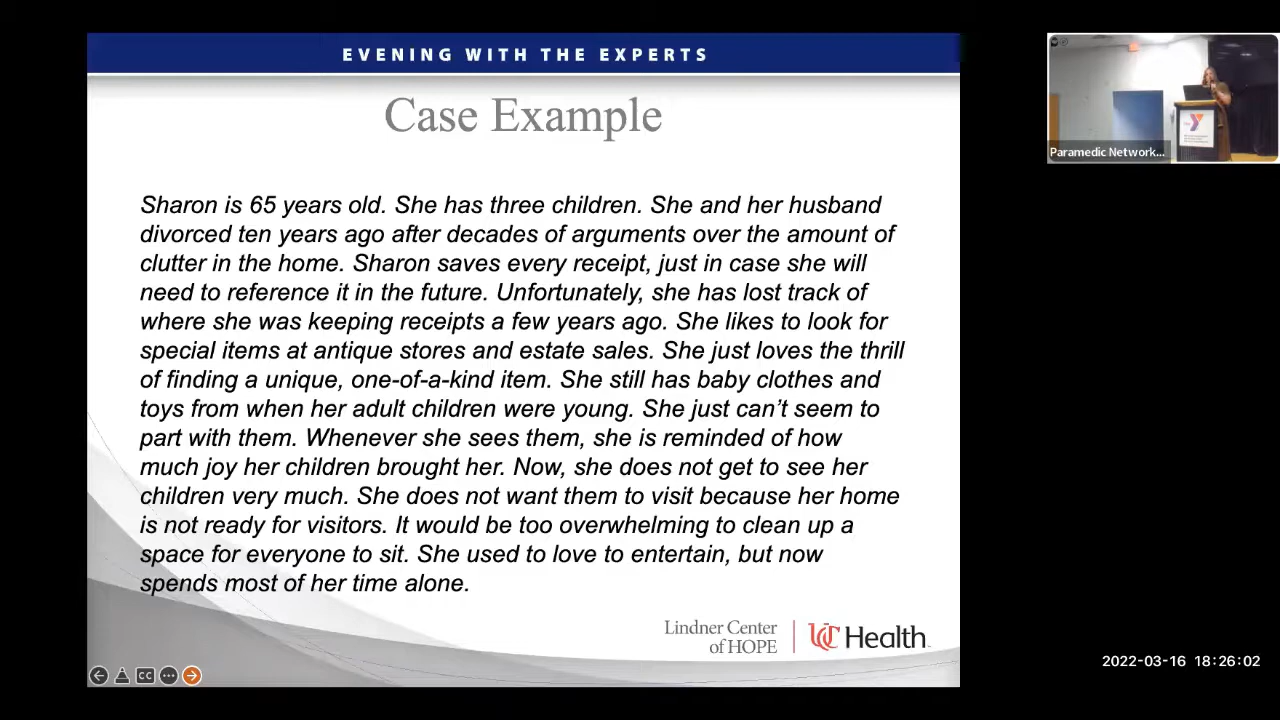 EVENING WITH THE EXPERTS
Case Example
Sharon is 65 years old. She has three children. She and her husband
divorced ten years ago after decades of arguments over the amount of
clutter in the home. Sharon saves every receipt, just in case she will
need to reference it in the future. Unfortunately, she has lost track of
where she was keeping receipts a few years ago. She likes to look for
special items at antique stores and estate sales. She just loves the thrill
of finding a unique, one-of-a-kind item. She still has baby clothes and
toys from when her adult children were young. She just can’t seem to
part with them. Whenever she sees them, she is reminded of how
much joy her children brought her. Now, she does not get to see her
children very much. She does not want them to visit because her home
is not ready for visitors. It would be too overwhelming to clean up a
space for everyone to sit. She used to love to entertain, but now
spends most of her time alone.
Lindner Center
of HOPE
UC Health
CC
Paramedic Network...
2022-03-16 18:26:02